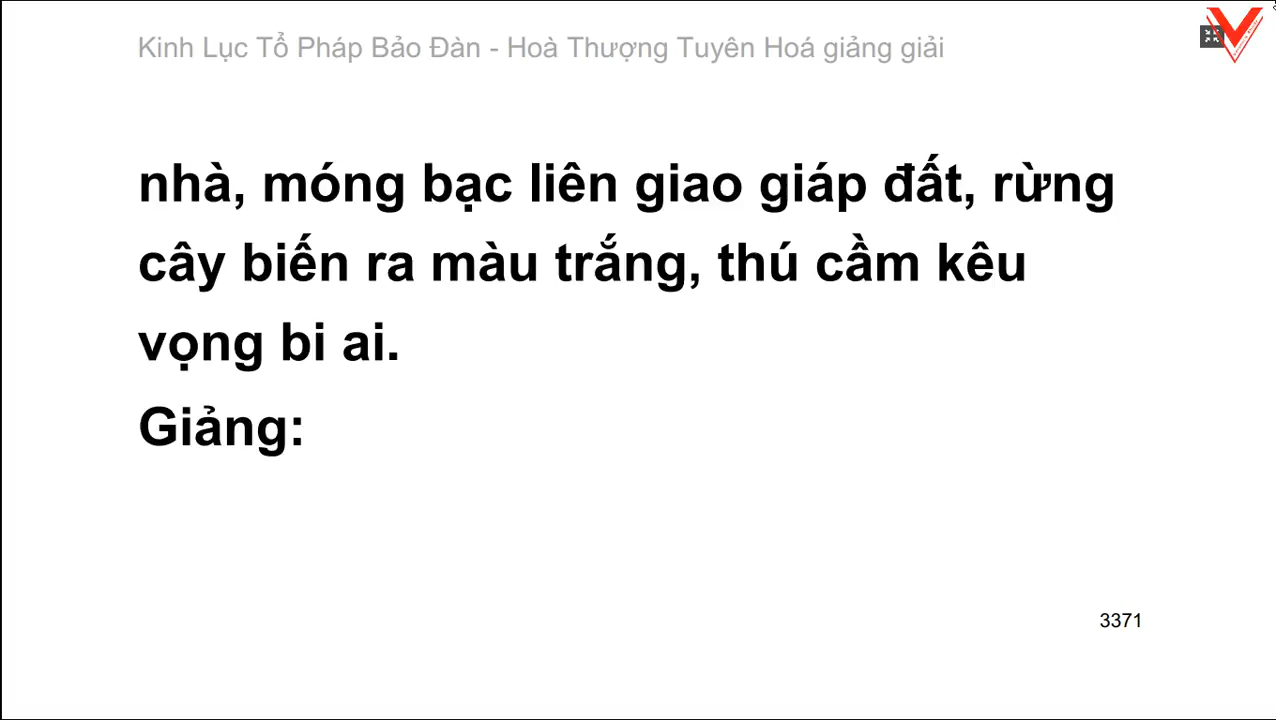 Kinh Lục Tổ Pháp Bảo Đàn - Hoà Thượng Tuyên Hoá giảng giải
nhà, móng bạc liên giao giáp đất, rừng
cây biến ra màu trắng, thú cầm kêu
vọng bi ai.
Giảng:
3371